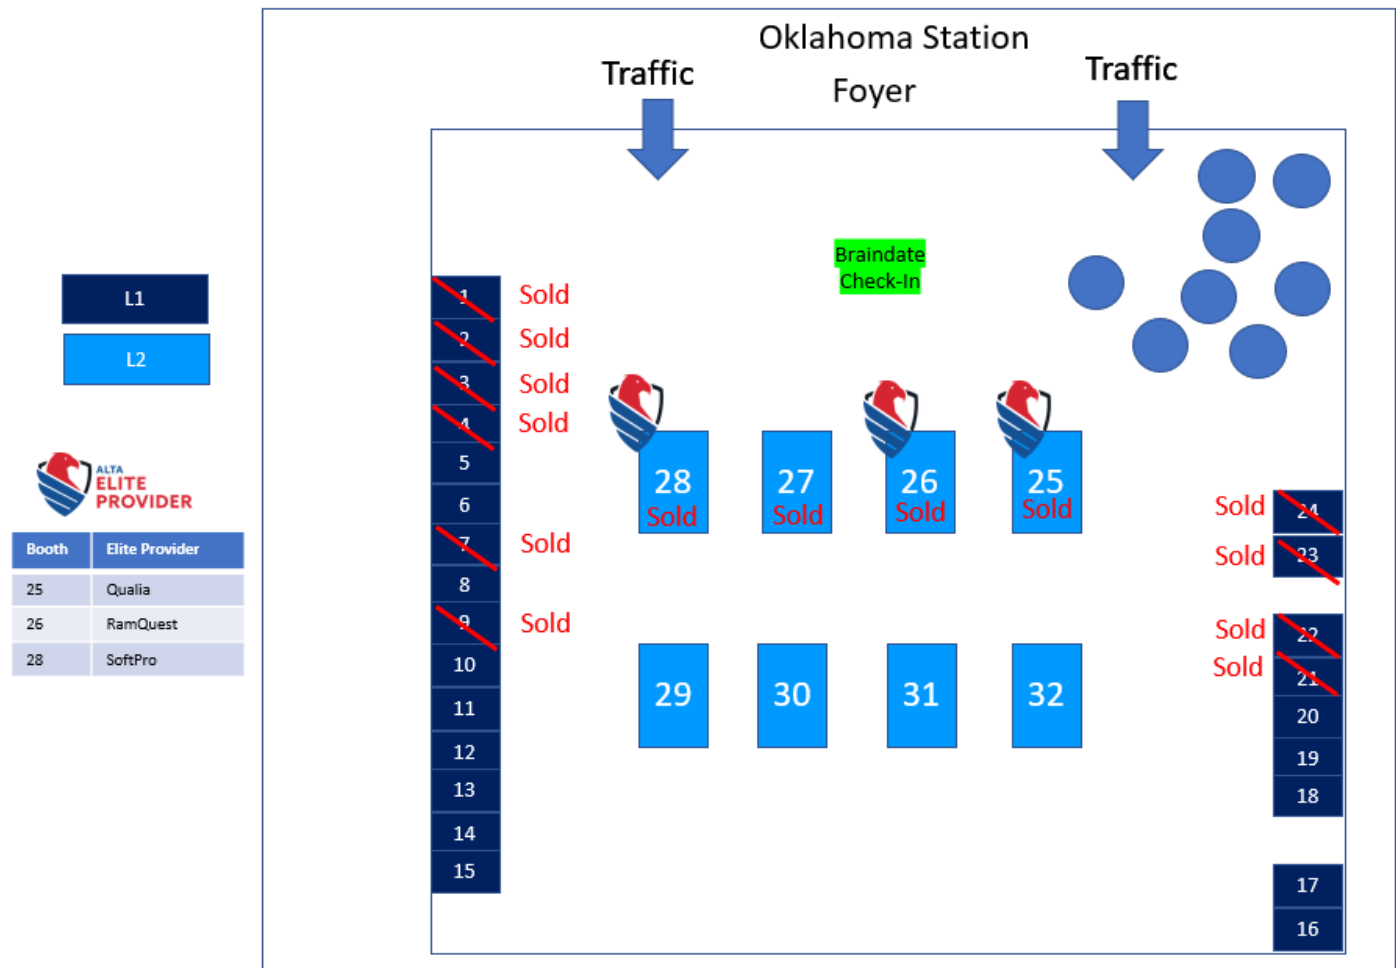 Oklahoma Station
Foyer
Traffic
Traffic
Braindate
Check-In
L1
L2
ALTA
ELITE
PROVIDER
Booth Elite Provider
25 Qualia
26 RamQuest
28 SoftPro
1 Sold
2 Sold
3 Sold
4 Sold
5
6
7 Sold
8
9 Sold
10
11
12
13
14
15
28 Sold
27 Sold
26 Sold
25 Sold
29
30
31
32
Sold 24
Sold 23
Sold 22
Sold 21
20
19
18
17
16